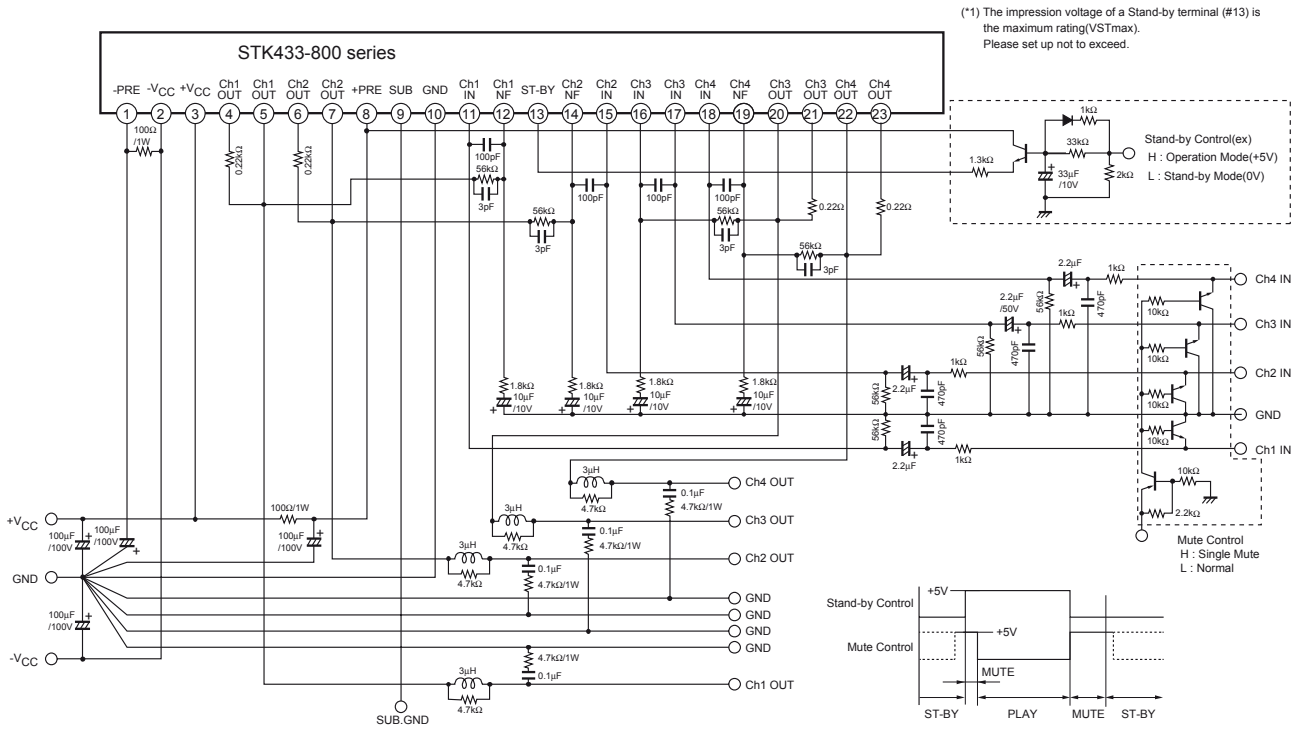 (*1) The impression voltage of a Stand-by terminal (#13) is
the maximum rating(VSTmax).
Please set up not to exceed.
STK433-800 series
-PRE -VCC +VCC Ch1 OUT Ch1 OUT Ch2 OUT Ch2 OUT +PRE SUB GND Ch1 IN Ch1 NF ST-BY Ch2 NF Ch2 IN Ch3 IN Ch3 IN Ch4 IN Ch4 NF Ch3 OUT Ch3 OUT Ch4 OUT Ch4 OUT
1 2 3 4 5 6 7 8 9 10 11 12 13 14 15 16 17 18 19 20 21 22 23
100Ω
/1W
0.22kΩ
0.22kΩ
100pF
56kΩ
3pF
100pF
56kΩ
3pF
100pF
100pF
56kΩ
3pF
0.22Ω
0.22Ω
56kΩ
3pF
1.3kΩ
1kΩ
33kΩ
33µF
/10V
2kΩ
Stand-by Control(ex)
H : Operation Mode(+5V)
L : Stand-by Mode(0V)
2.2µF
1kΩ
56kΩ
470pF
Ch4 IN
2.2µF
/50V
1kΩ
56kΩ
470pF
Ch3 IN
10kΩ
10kΩ
1kΩ
2.2µF
56kΩ
470pF
Ch2 IN
10kΩ
GND
56kΩ
470pF
2.2µF
1kΩ
10kΩ
Ch1 IN
1.8kΩ
10µF
/10V
1.8kΩ
10µF
/10V
1.8kΩ
10µF
/10V
1.8kΩ
10µF
/10V
10kΩ
2.2kΩ
Mute Control
H : Single Mute
L : Normal
3µH
4.7kΩ
0.1µF
4.7kΩ/1W
Ch4 OUT
3µH
4.7kΩ
0.1µF
4.7kΩ/1W
Ch3 OUT
3µH
4.7kΩ
0.1µF
4.7kΩ/1W
Ch2 OUT
GND
GND
GND
GND
4.7kΩ/1W
0.1µF
3µH
4.7kΩ
Ch1 OUT
+VCC
100µF
/100V
100µF
/100V
100Ω/1W
100µF
/100V
GND
100µF
/100V
-VCC
SUB.GND
Stand-by Control
+5V
Mute Control
+5V
MUTE
ST-BY PLAY MUTE ST-BY